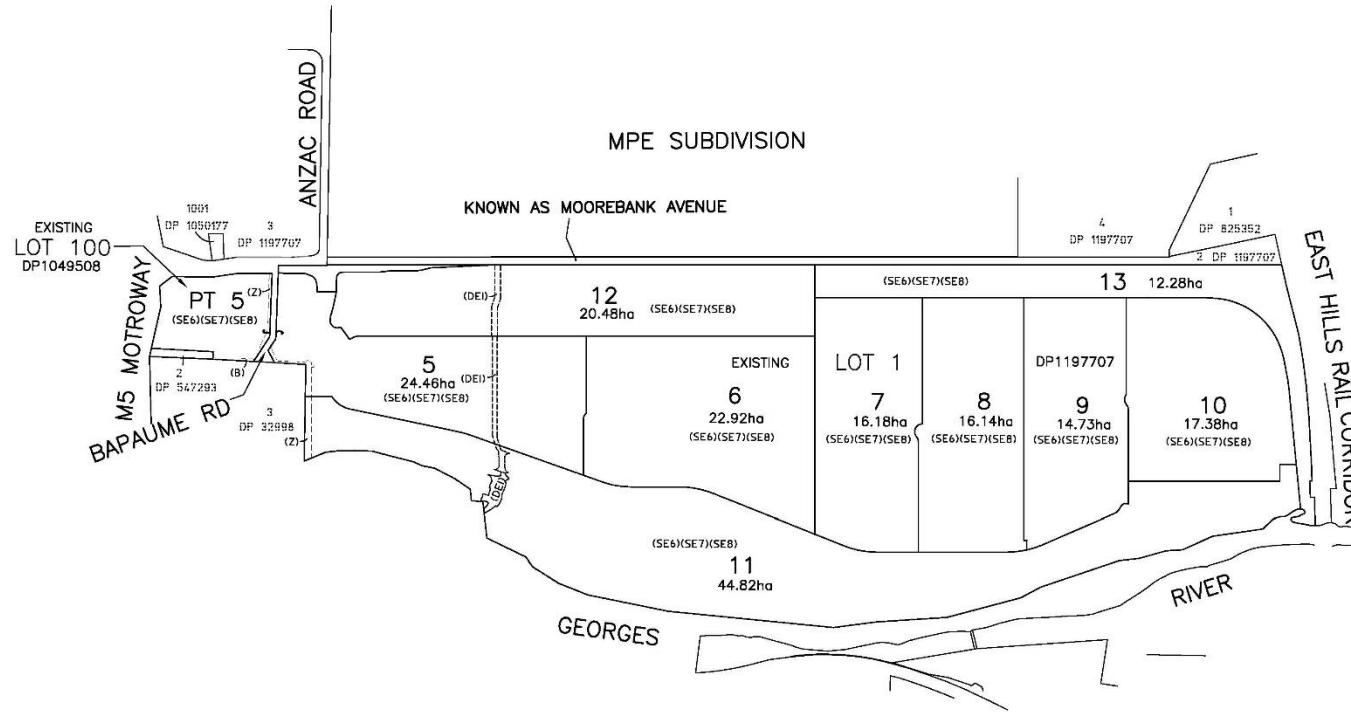 ANZAC ROAD
MPE SUBDIVISION
KNOWN AS MOOREBANK AVENUE
1001
DP 1050177
3
DP 1197707
EXISTING
LOT 100
DP1049508
4
DP 1197707
1
DP 825352
2 DP 1197707
EAST HILLS RAIL CORRIDOR
M5 MOTROWAY
PT 5
(Z)
(SE6)(SE7)(SE8)
(DEI)
12
20.48ha
(SE6)(SE7)(SE8)
(SE6)(SE7)(SE8)
13
12.28ha
2
DP 547293
(B)
BAPAUME RD
3
DP 32998
(Z)
5
24.46ha
(SE6)(SE7)(SE8)
(DEI)
(DEI)
EXISTING
LOT 1
DP1197707
6
22.92ha
(SE6)(SE7)(SE8)
7
16.18ha
(SE6)(SE7)(SE8)
8
16.14ha
(SE6)(SE7)(SE8)
9
14.73ha
(SE6)(SE7)(SE8)
10
17.38ha
(SE6)(SE7)(SE8)
(SE6)(SE7)(SE8)
11
44.82ha
GEORGES
RIVER